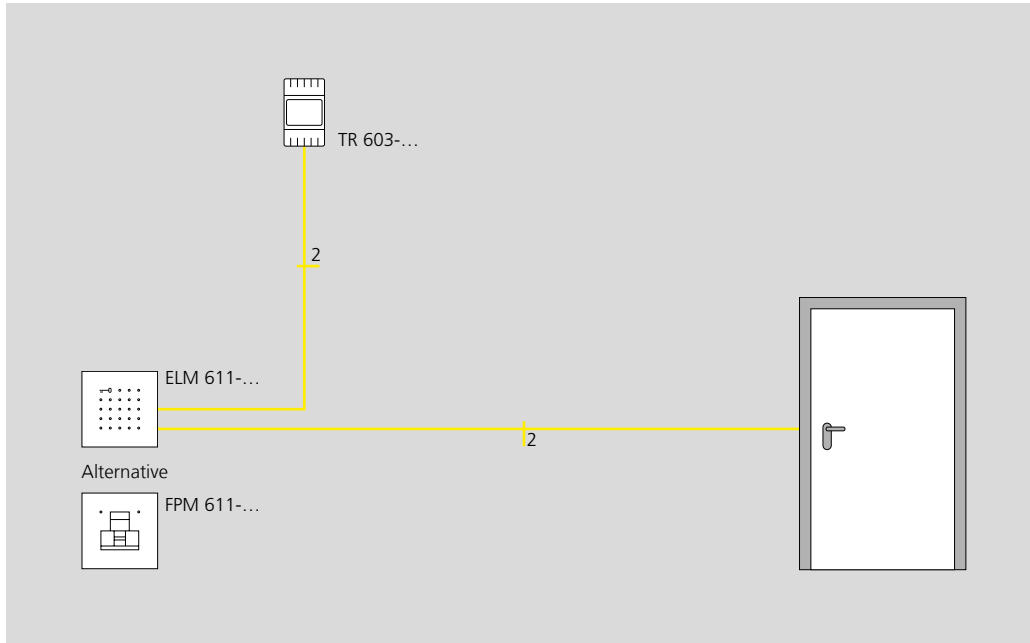 TR 603-…
2
ELM 611-…
2
Alternative
FPM 611-…